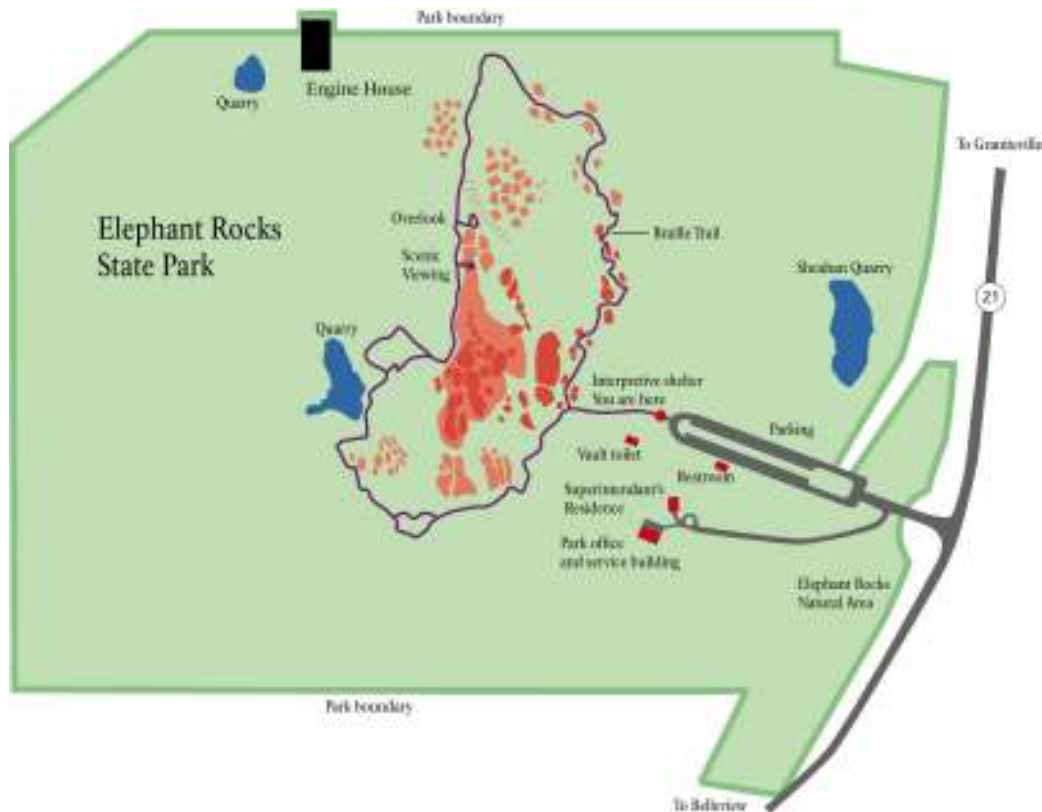 Park boundary
Engine House
Quarry
To Graniteville
Elephant Rocks
State Park
Overlook
Braille Trail
Scenic
Viewing
Sheahan Quarry
21
Quarry
Interpretive shelter
You are here
Parking
Vault toilet
Restroom
Superintendant's
Residence
Park office
and service building
Elephant Rocks
Natural Area
Park boundary
To Belleview